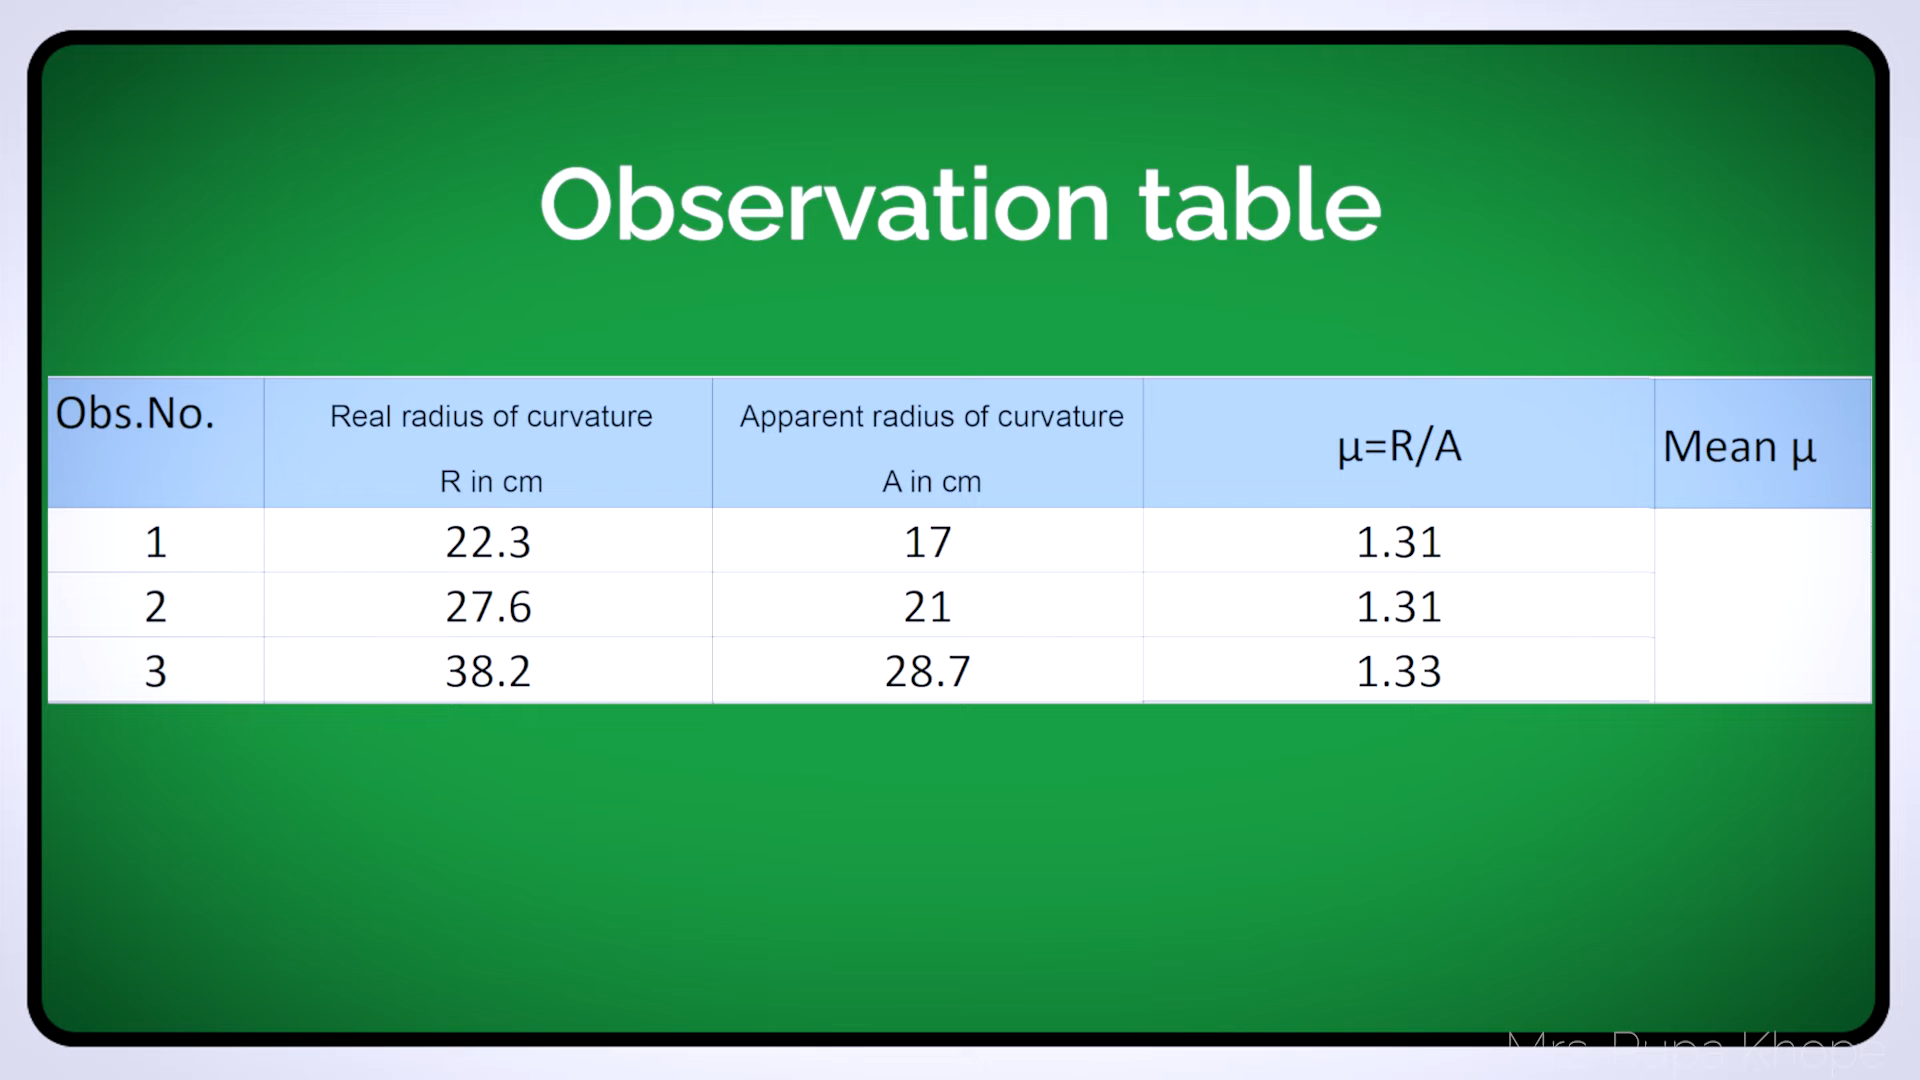 Observation table
Obs.No. Real radius of curvature R in cm Apparent radius of curvature A in cm μ=R/A Mean μ
1 22.3 17 1.31
2 27.6 21 1.31
3 38.2 28.7 1.33
Mrs. Rupa Khope